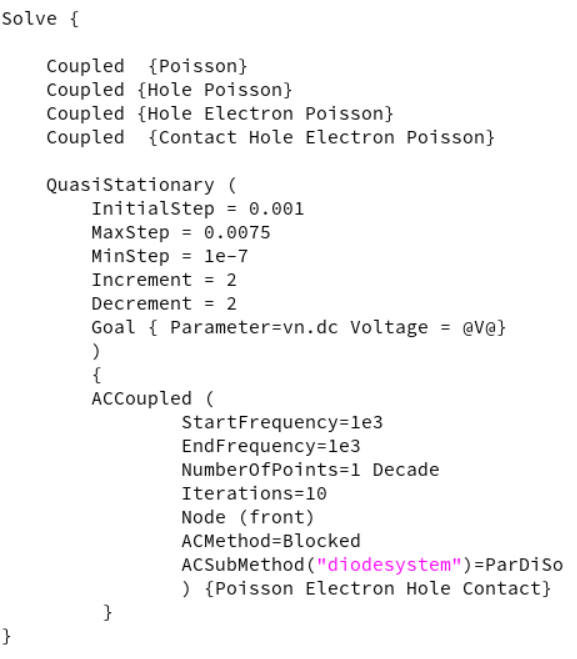 Solve {
Coupled  {Poisson}
Coupled {Hole Poisson}
Coupled {Hole Electron Poisson}
Coupled  {Contact Hole Electron Poisson}
QuasiStationary (
InitialStep = 0.001
MaxStep = 0.0075
MinStep = 1e-7
Increment = 2
Decrement = 2
Goal { Parameter=vn.dc Voltage = @V@}
)
{
ACCoupled (
StartFrequency=1e3
EndFrequency=1e3
NumberOfPoints=1 Decade
Iterations=10
Node (front)
ACMethod=Blocked
ACSubMethod("diodesystem")=ParDiSo
) {Poisson Electron Hole Contact}
}
}